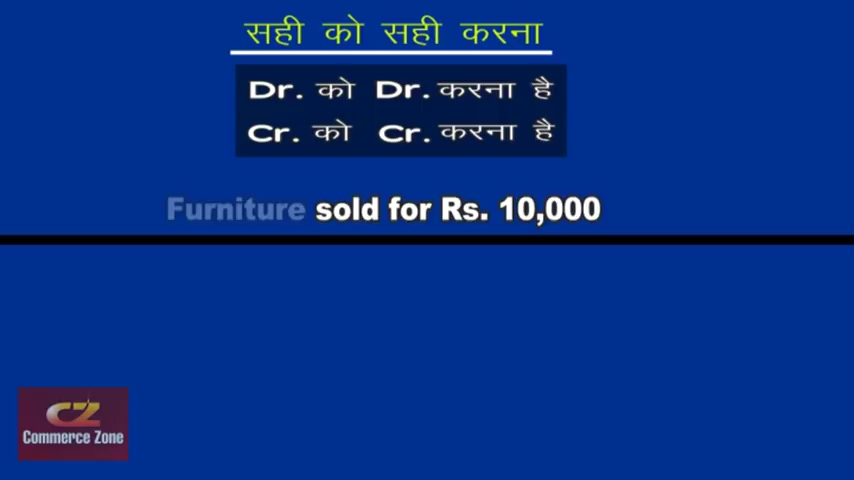 सही को सही करना
Dr. को Dr. करना है
Cr. को Cr. करना है
Furniture sold for Rs. 10,000
CZ
Commerce Zone